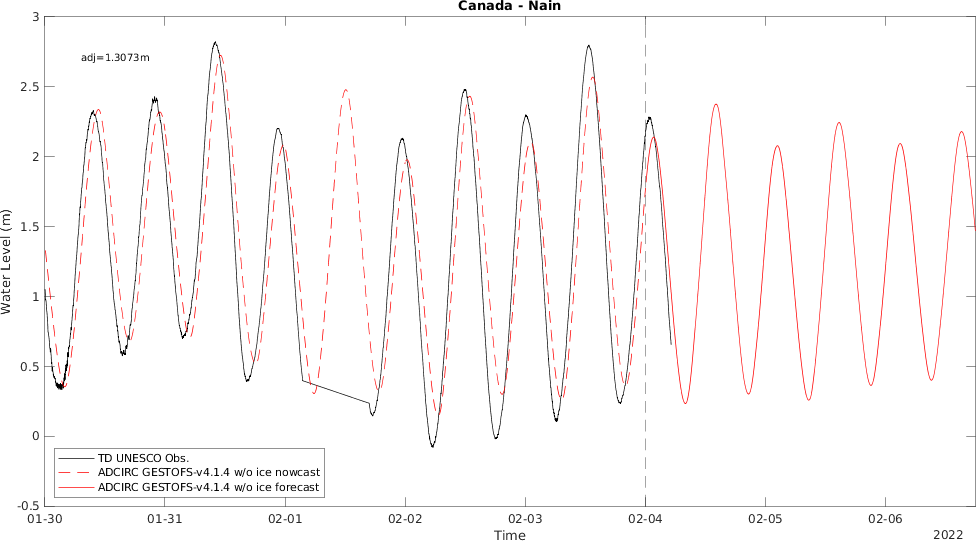 Canada - Nain
adj=1.3073m
3
2.5
2
1.5
1
0.5
0
-0.5
Water Level (m)
TD UNESCO Obs.
ADCIRC GESTOFS-v4.1.4 w/o ice nowcast
ADCIRC GESTOFS-v4.1.4 w/o ice forecast
01-30 01-31 02-01 02-02 02-03 02-04 02-05 02-06
Time
2022